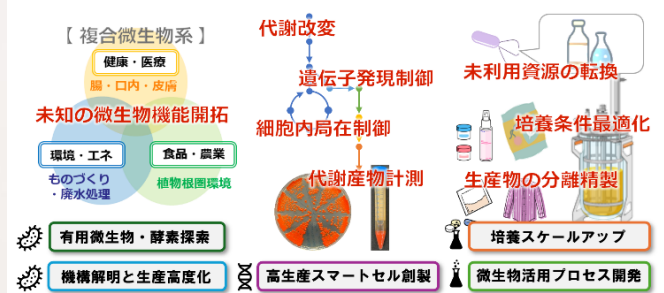 【 複合微生物系 】
健康・医療
腸・口内・皮膚
未知の微生物機能開拓
環境・エネ
食品・農業
ものづくり
・廃水処理
植物根圏環境
有用微生物・酵素探索
機構解明と生産高度化
代謝改変
遺伝子発現制御
細胞内局在制御
代謝産物計測
高生産スマートセル創製
未利用資源の転換
培養条件最適化
生産物の分離精製
培養スケールアップ
微生物活用プロセス開発